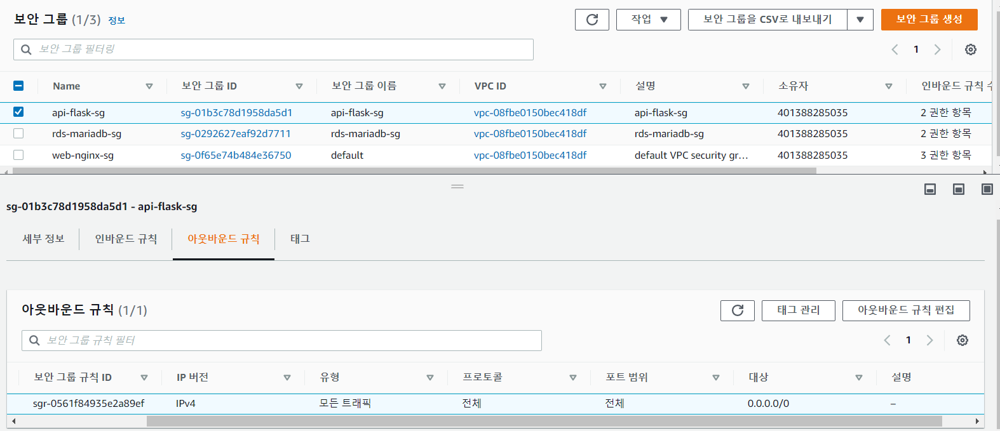 보안 그룹 (1/3) 정보 작업 보안 그룹을 CSV로 내보내기 보안 그룹 생성
보안 그룹 필터링 1
Name 보안 그룹 ID 보안 그룹 이름 VPC ID 설명 소유자 인바운드 규칙 수
api-flask-sg sg-01b3c78d1958da5d1 api-flask-sg vpc-08fbe0150bec418df api-flask-sg 401388285035 2 권한 항목
rds-mariadb-sg sg-0292627eaf92d7711 rds-mariadb-sg vpc-08fbe0150bec418df rds-mariadb-sg 401388285035 2 권한 항목
web-nginx-sg sg-0f65e74b484e36750 default vpc-08fbe0150bec418df default VPC security gr... 401388285035 3 권한 항목
sg-01b3c78d1958da5d1 - api-flask-sg
세부 정보 인바운드 규칙 아웃바운드 규칙 태그
아웃바운드 규칙 (1/1) 태그 관리 아웃바운드 규칙 편집
보안 그룹 규칙 필터 1
보안 그룹 규칙 ID IP 버전 유형 프로토콜 포트 범위 대상 설명
sgr-0561f84935e2a89ef IPv4 모든 트래픽 전체 전체 0.0.0.0/0 –